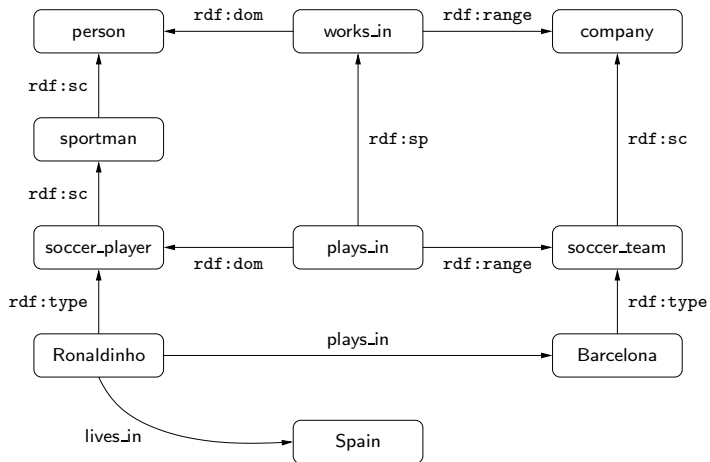 rdf:dom
rdf:range
person
works_in
company
rdf:sc
sportman
rdf:sp
rdf:sc
rdf:sc
soccer_player
plays_in
soccer_team
rdf:dom
rdf:range
rdf:type
rdf:type
plays_in
Ronaldinho
Barcelona
lives_in
Spain